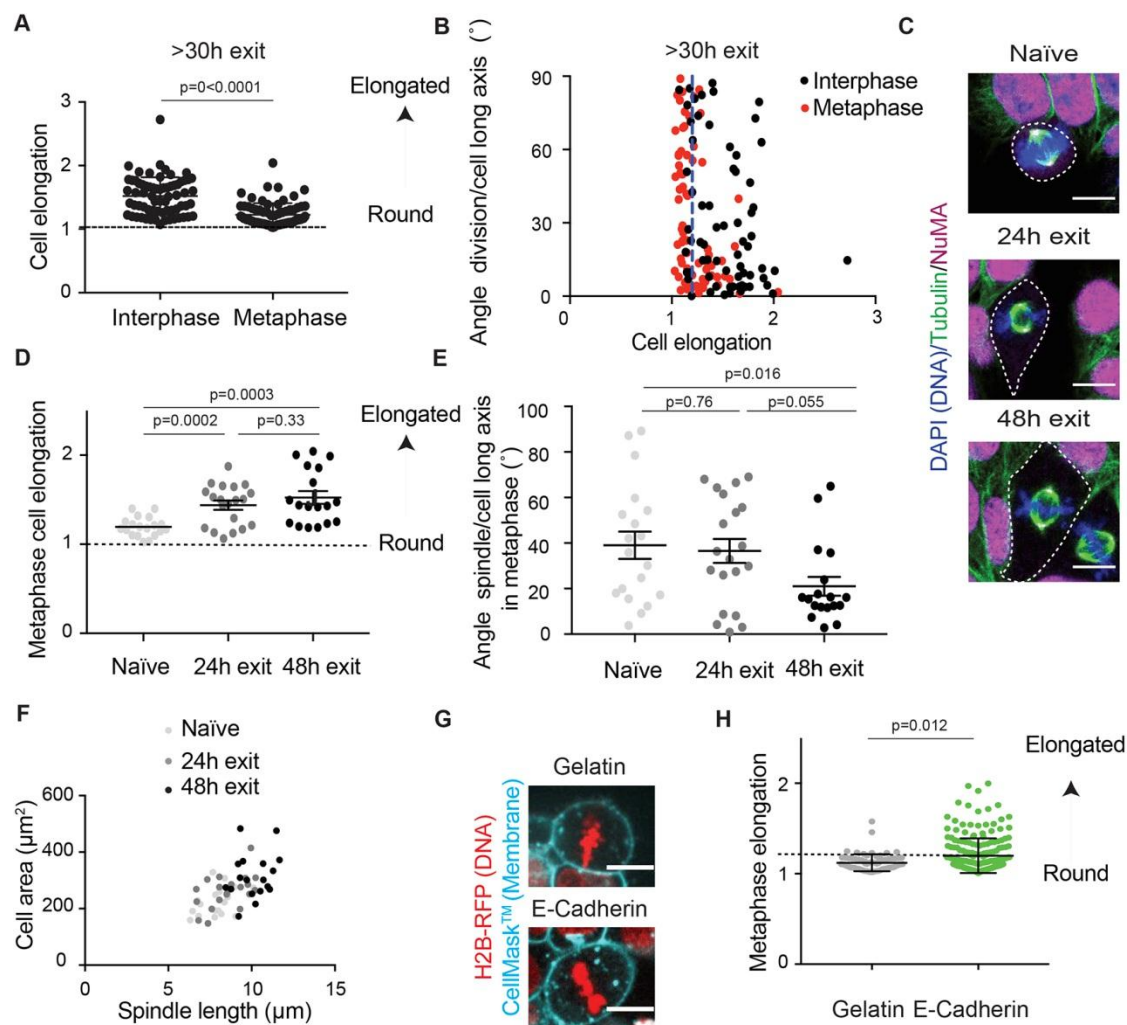 A
>30h exit
p=0<0.0001
Elongated
Round
Cell elongation
3
2
1
0
Interphase
Metaphase
B
>30h exit
Angle division/cell long axis (°)
90
60
30
0
0
1
2
3
Cell elongation
Interphase
Metaphase
C
Naïve
24h exit
48h exit
DAPI (DNA)/Tubulin/NuMA
D
p=0.0003
p=0.0002
p=0.33
Elongated
Round
Metaphase cell elongation
2
1
0
Naïve
24h exit
48h exit
E
p=0.016
p=0.76
p=0.055
Angle spindle/cell long axis
in metaphase (°)
100
80
60
40
20
0
Naïve
24h exit
48h exit
F
Naïve
24h exit
48h exit
Cell area (µm²)
600
400
200
0
0
5
10
15
Spindle length (µm)
G
Gelatin
E-Cadherin
H2B-RFP (DNA)
CellMask™ (Membrane)
H
p=0.012
Elongated
Round
Metaphase elongation
2
1
0
Gelatin E-Cadherin